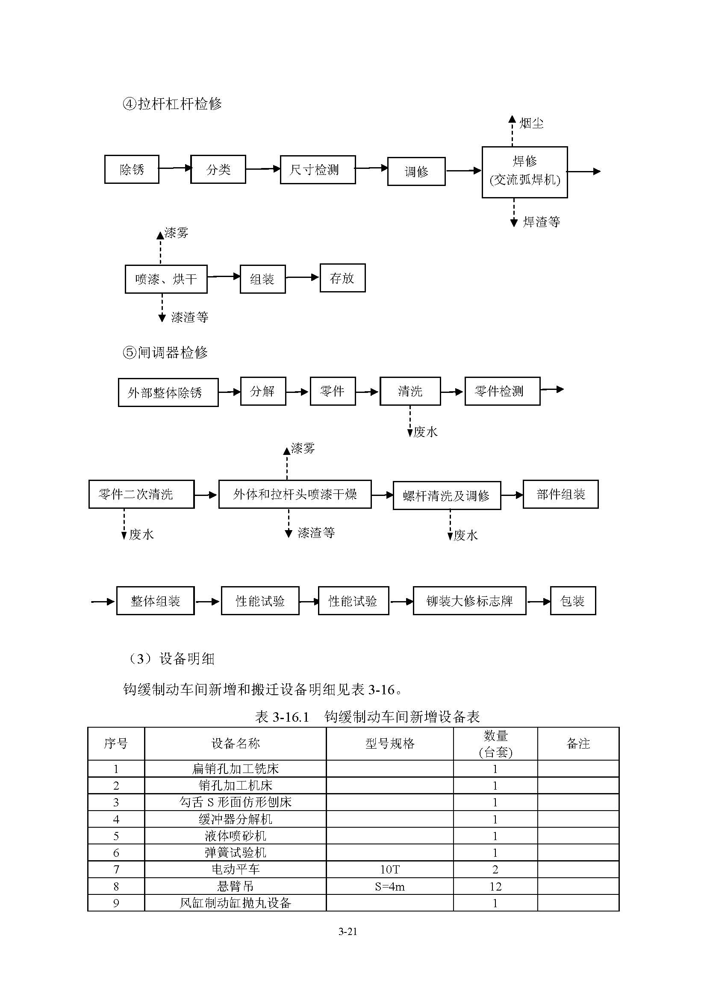 ④拉杆杠杆检修
烟尘
除锈 分类 尺寸检测 调修 焊修
(交流弧焊机)
焊渣等
漆雾
喷漆、烘干 组装 存放
漆渣等
⑤闸调器检修
外部整体除锈 分解 零件 清洗 零件检测
废水
漆雾
零件二次清洗 外体和拉杆头喷漆干燥 螺杆清洗及调修 部件组装
废水 漆渣等 废水
整体组装 性能试验 性能试验 铆装大修标志牌 包装
（3）设备明细
钩缓制动车间新增和搬迁设备明细见表 3-16。
表 3-16.1 钩缓制动车间新增设备表
序号 设备名称 型号规格 数量
(台套) 备注
1 扁销孔加工铣床 1
2 销孔加工机床 1
3 勾舌 S 形面仿形刨床 1
4 缓冲器分解机 1
5 液体喷砂机 1
6 弹簧试验机 1
7 电动平车 10T 2
8 悬臂吊 S=4m 12
9 风缸制动缸抛丸设备 1
3-21